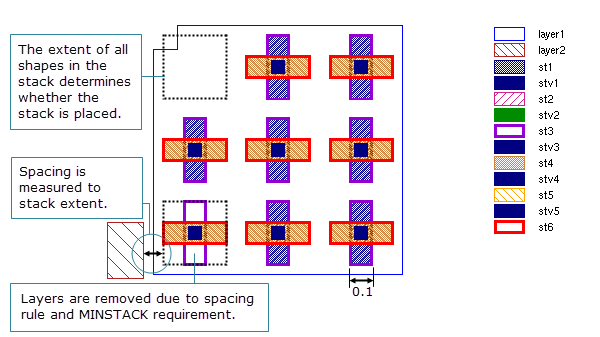 The extent of all
shapes in the
stack determines
whether the
stack is placed.
Spacing is
measured to
stack extent.
Layers are removed due to spacing
rule and MINSTACK requirement.
0.1
layer1
layer2
st1
stv1
st2
stv2
st3
stv3
st4
stv4
st5
stv5
st6